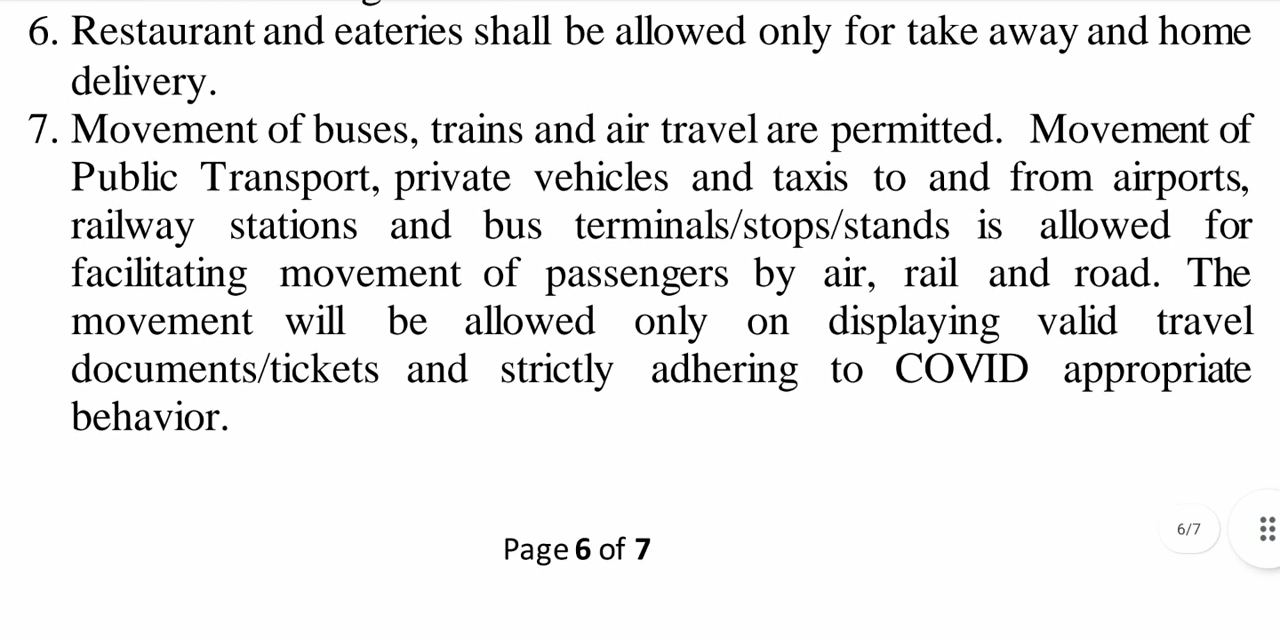 6. Restaurant and eateries shall be allowed only for take away and home
delivery.
7. Movement of buses, trains and air travel are permitted. Movement of
Public Transport, private vehicles and taxis to and from airports,
railway stations and bus terminals/stops/stands is allowed for
facilitating movement of passengers by air, rail and road. The
movement will be allowed only on displaying valid travel
documents/tickets and strictly adhering to COVID appropriate
behavior.
6/7
Page 6 of 7